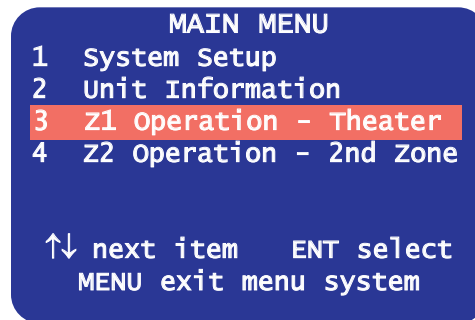 MAIN MENU
1 System Setup
2 Unit Information
3 Z1 Operation - Theater
4 Z2 Operation - 2nd Zone
↑↓ next item ENT select
MENU exit menu system